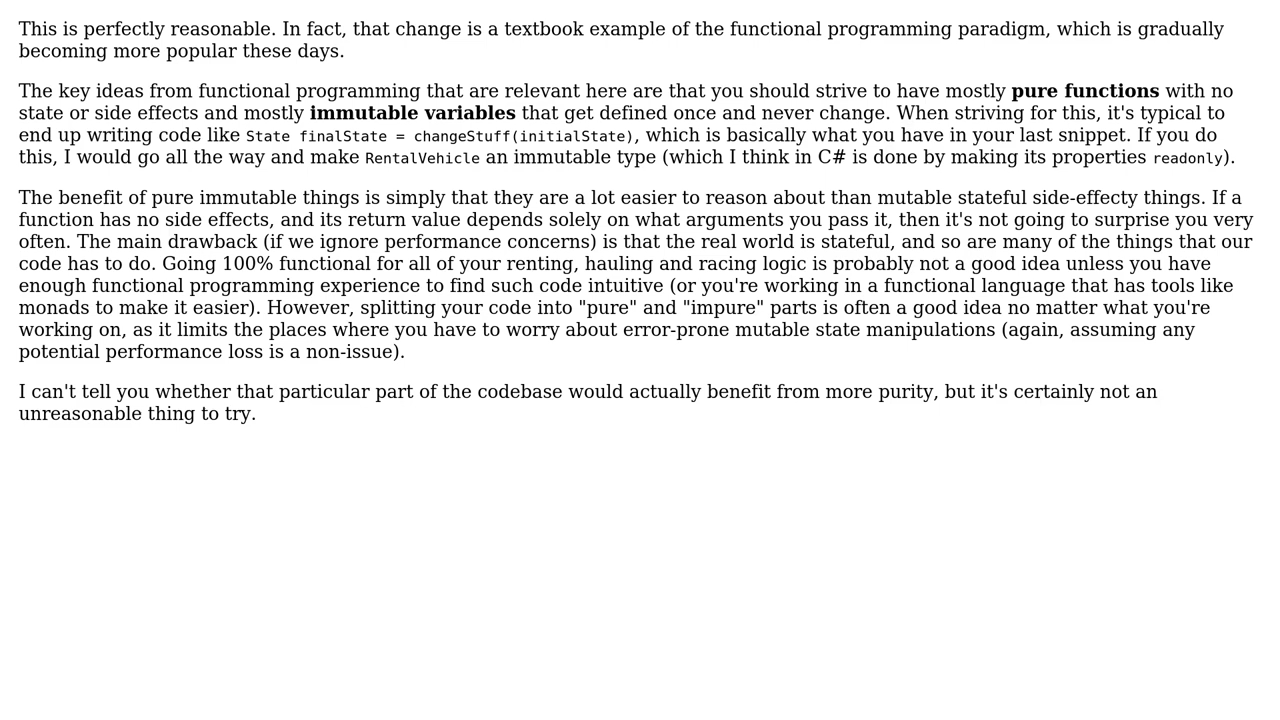 This is perfectly reasonable. In fact, that change is a textbook example of the functional programming paradigm, which is gradually
becoming more popular these days.
The key ideas from functional programming that are relevant here are that you should strive to have mostly pure functions with no
state or side effects and mostly immutable variables that get defined once and never change. When striving for this, it's typical to
end up writing code like State finalState = changeStuff(initialState), which is basically what you have in your last snippet. If you do
this, I would go all the way and make RentalVehicle an immutable type (which I think in C# is done by making its properties readonly).
The benefit of pure immutable things is simply that they are a lot easier to reason about than mutable stateful side-effecty things. If a
function has no side effects, and its return value depends solely on what arguments you pass it, then it's not going to surprise you very
often. The main drawback (if we ignore performance concerns) is that the real world is stateful, and so are many of the things that our
code has to do. Going 100% functional for all of your renting, hauling and racing logic is probably not a good idea unless you have
enough functional programming experience to find such code intuitive (or you're working in a functional language that has tools like
monads to make it easier). However, splitting your code into "pure" and "impure" parts is often a good idea no matter what you're
working on, as it limits the places where you have to worry about error-prone mutable state manipulations (again, assuming any
potential performance loss is a non-issue).
I can't tell you whether that particular part of the codebase would actually benefit from more purity, but it's certainly not an
unreasonable thing to try.